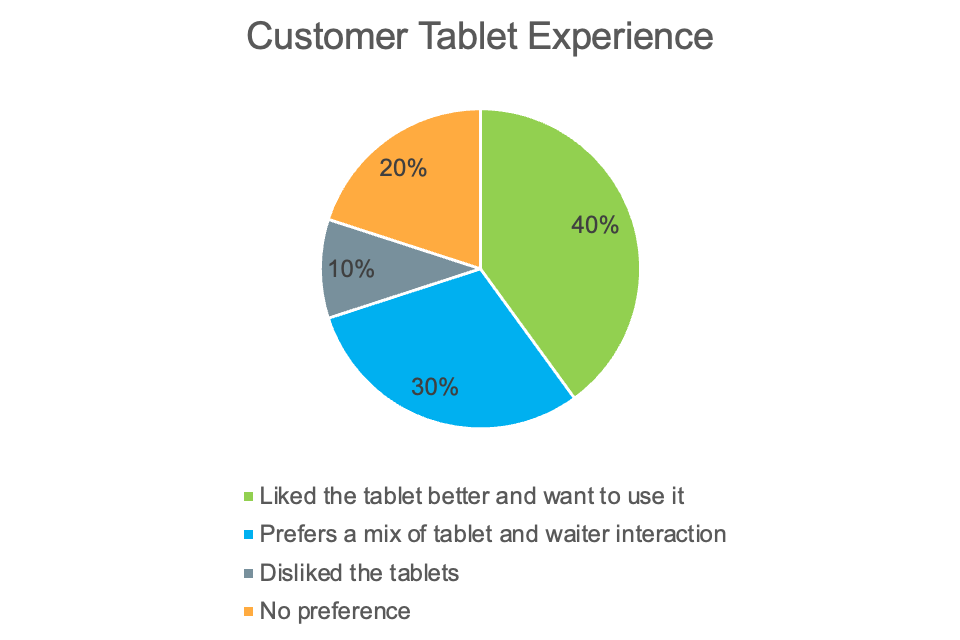 Customer Tablet Experience
20%
40%
10%
30%
Liked the tablet better and want to use it
Prefers a mix of tablet and waiter interaction
Disliked the tablets
No preference